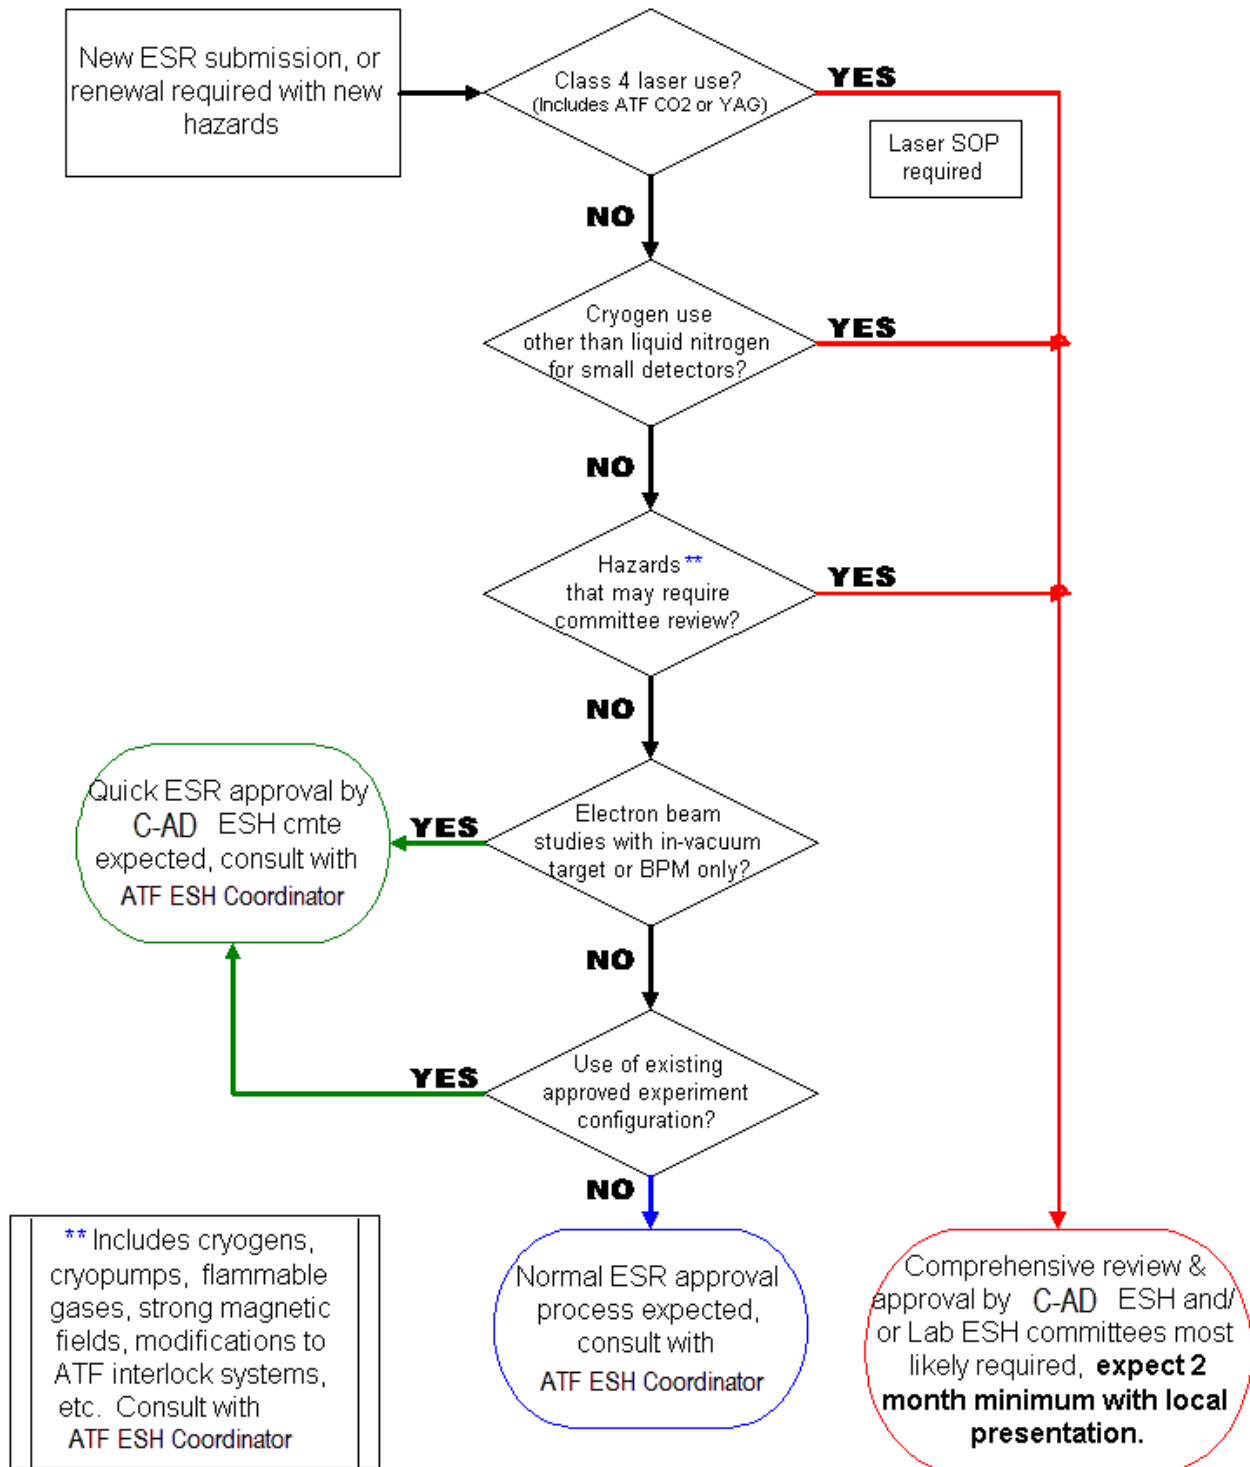 New ESR submission, or
renewal required with new
hazards
Class 4 laser use?
(Includes ATF CO2 or YAG)
YES
Laser SOP
required
NO
Cryogen use
other than liquid nitrogen
for small detectors?
YES
NO
Hazards **
that may require
committee review?
YES
NO
Electron beam
studies with in-vacuum
target or BPM only?
YES
Quick ESR approval by
C-AD ESH cmte
expected, consult with
ATF ESH Coordinator
NO
Use of existing
approved experiment
configuration?
YES
NO
** Includes cryogens,
cryopumps, flammable
gases, strong magnetic
fields, modifications to
ATF interlock systems,
etc. Consult with
ATF ESH Coordinator
Normal ESR approval
process expected,
consult with
ATF ESH Coordinator
Comprehensive review &
approval by C-AD ESH and/
or Lab ESH committees most
likely required, expect 2
month minimum with local
presentation.